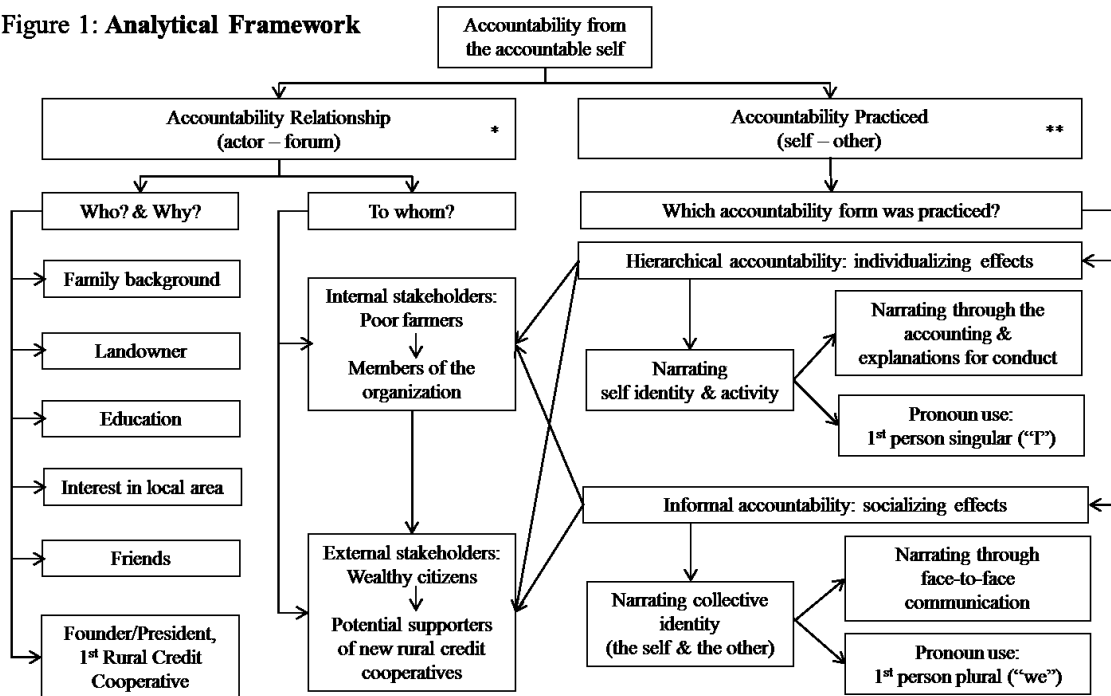 Figure 1: Analytical Framework
Accountability from
the accountable self
Accountability Relationship
(actor – forum)
*
Accountability Practiced
(self – other)
**
Who? & Why?
To whom?
Which accountability form was practiced?
Family background
Landowner
Education
Interest in local area
Friends
Founder/President,
1st Rural Credit
Cooperative
Internal stakeholders:
Poor farmers
Members of the
organization
External stakeholders:
Wealthy citizens
Potential supporters
of new rural credit
cooperatives
Hierarchical accountability: individualizing effects
Narrating
self identity & activity
Narrating through the
accounting &
explanations for conduct
Pronoun use:
1st person singular (“I”)
Informal accountability: socializing effects
Narrating collective
identity
(the self & the other)
Narrating through
face-to-face
communication
Pronoun use:
1st person plural (“we”)